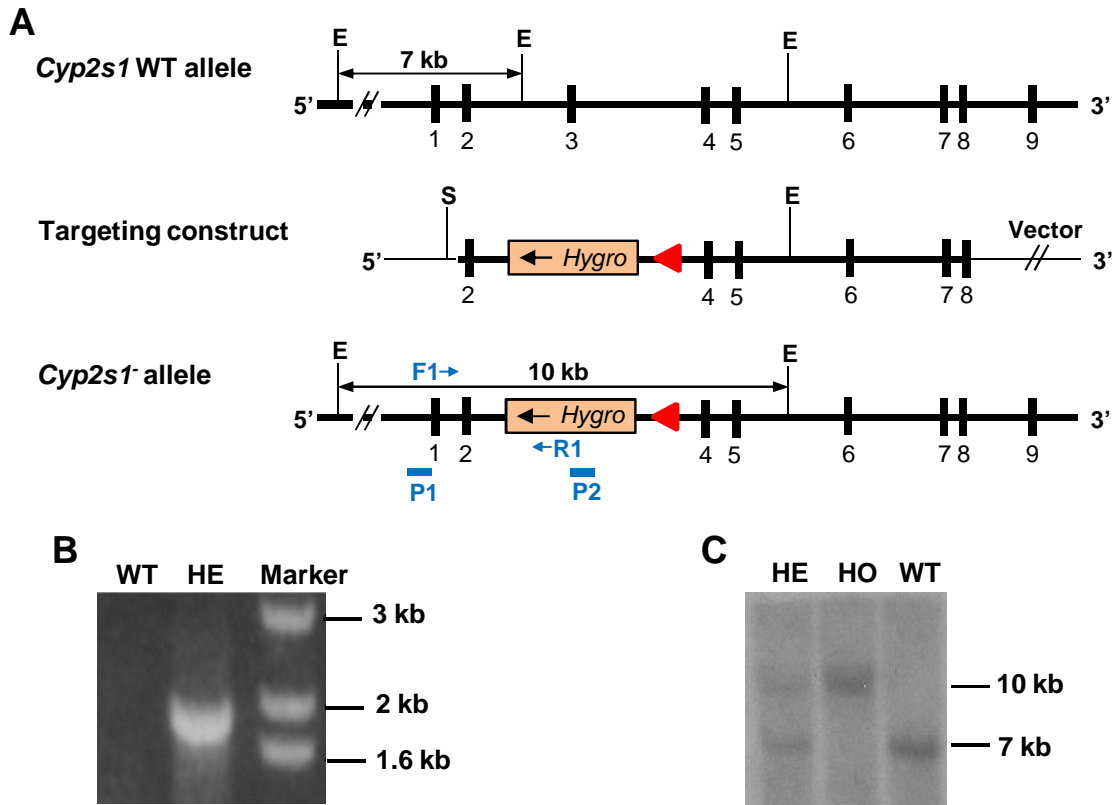 A
E E E
Cyp2s1 WT allele
7 kb
5’ 3’
1 2 3 4 5 6 7 8 9
S E
Targeting construct
Vector
5’ Hygro 3’
2 4 5 6 7 8
E E
Cyp2s1- allele
F1 10 kb
5’ Hygro 3’
1 2 R1 4 5 6 7 8 9
P1 P2
B
WT HE Marker
3 kb
2 kb
1.6 kb
C
HE HO WT
10 kb
7 kb